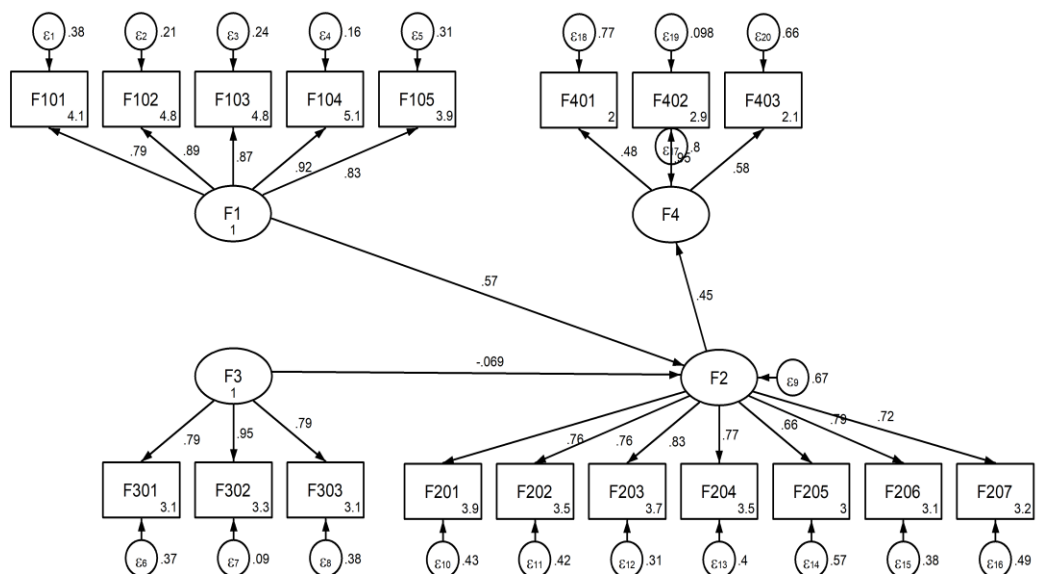 ε1 .38 ε2 .21 ε3 .24 ε4 .16 ε5 .31 ε18 .77 ε19 .098 ε20 .66
F101 F102 F103 F104 F105 F401 F402 F403
4.1 4.8 4.8 5.1 3.9 2 2.9 2.1
ε17 .8
.79 .89 .87 .92 .83 .48 .95 .58
F1 F4
1
.57
.45
-.069
F3 F2 ε9 .67
1
.79 .95 .79 .76 .76 .83 .77 .66 .79 .72
F301 F302 F303 F201 F202 F203 F204 F205 F206 F207
3.1 3.3 3.1 3.9 3.5 3.7 3.5 3 3.1 3.2
ε6 .37 ε7 .09 ε8 .38 ε10 .43 ε11 .42 ε12 .31 ε13 .4 ε14 .57 ε15 .38 ε16 .49